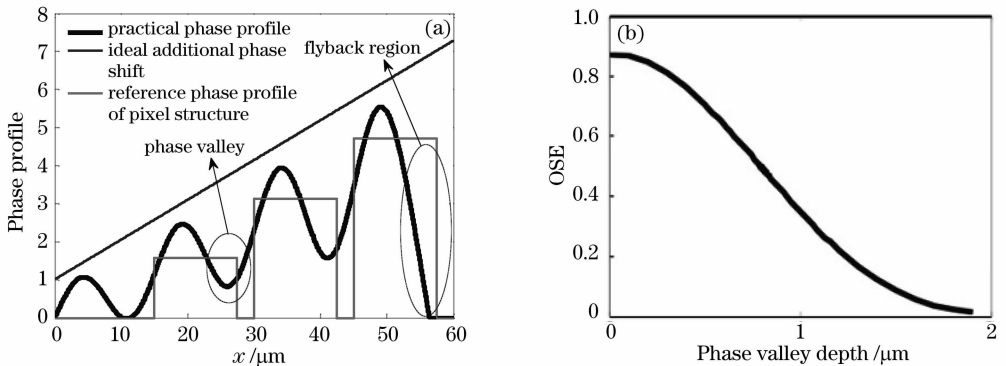 8
7
6
5
4
3
2
1
0
Phase profile
(a)
practical phase profile
ideal additional phase
shift
reference phase profile
of pixel structure
flyback region
phase valley
0 10 20 30 40 50 60
x /μm
1.0
0.8
0.6
0.4
0.2
0
OSE
(b)
0 1 2
Phase valley depth /μm